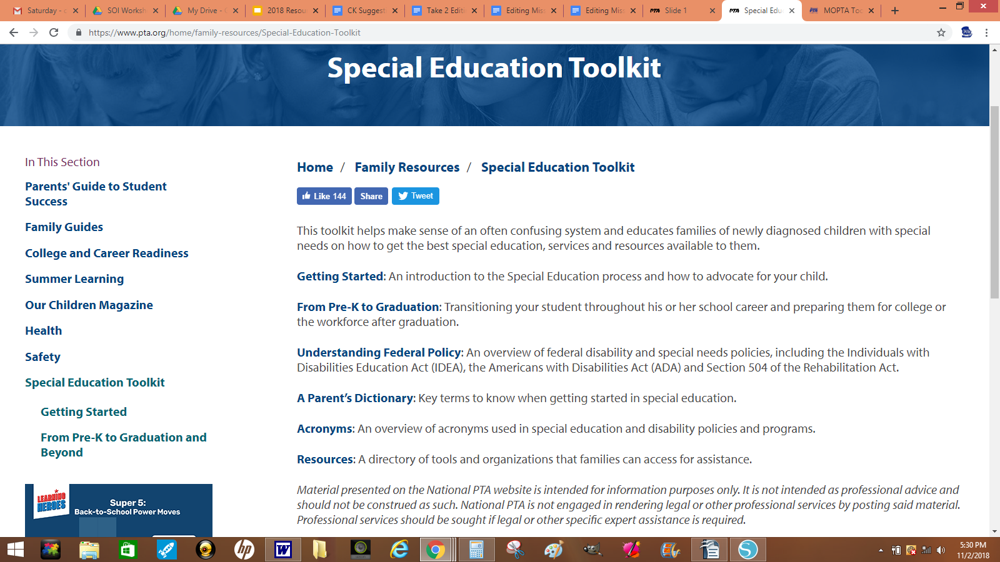 Saturday - c
SOI Worksh
My Drive - G
2018 Resour
CK Suggest
Take 2 Editi
Editing Miss
Editing Miss
PTA Slide 1
PTA Special Edu
MOPTA Too
https://www.pta.org/home/family-resources/Special-Education-Toolkit
Special Education Toolkit
In This Section
Parents' Guide to Student
Success
Family Guides
College and Career Readiness
Summer Learning
Our Children Magazine
Health
Safety
Special Education Toolkit
Getting Started
From Pre-K to Graduation and
Beyond
LEARNING
HEROES
Super 5:
Back-to-School Power Moves
Home / Family Resources / Special Education Toolkit
Like 144 Share Tweet
This toolkit helps make sense of an often confusing system and educates families of newly diagnosed children with special
needs on how to get the best special education, services and resources available to them.
Getting Started: An introduction to the Special Education process and how to advocate for your child.
From Pre-K to Graduation: Transitioning your student throughout his or her school career and preparing them for college or
the workforce after graduation.
Understanding Federal Policy: An overview of federal disability and special needs policies, including the Individuals with
Disabilities Education Act (IDEA), the Americans with Disabilities Act (ADA) and Section 504 of the Rehabilitation Act.
A Parent’s Dictionary: Key terms to know when getting started in special education.
Acronyms: An overview of acronyms used in special education and disability policies and programs.
Resources: A directory of tools and organizations that families can access for assistance.
Material presented on the National PTA website is intended for information purposes only. It is not intended as professional advice and
should not be construed as such. National PTA is not engaged in rendering legal or other professional services by posting said material.
Professional services should be sought if legal or other specific expert assistance is required.
hp
W
5:30 PM
11/2/2018